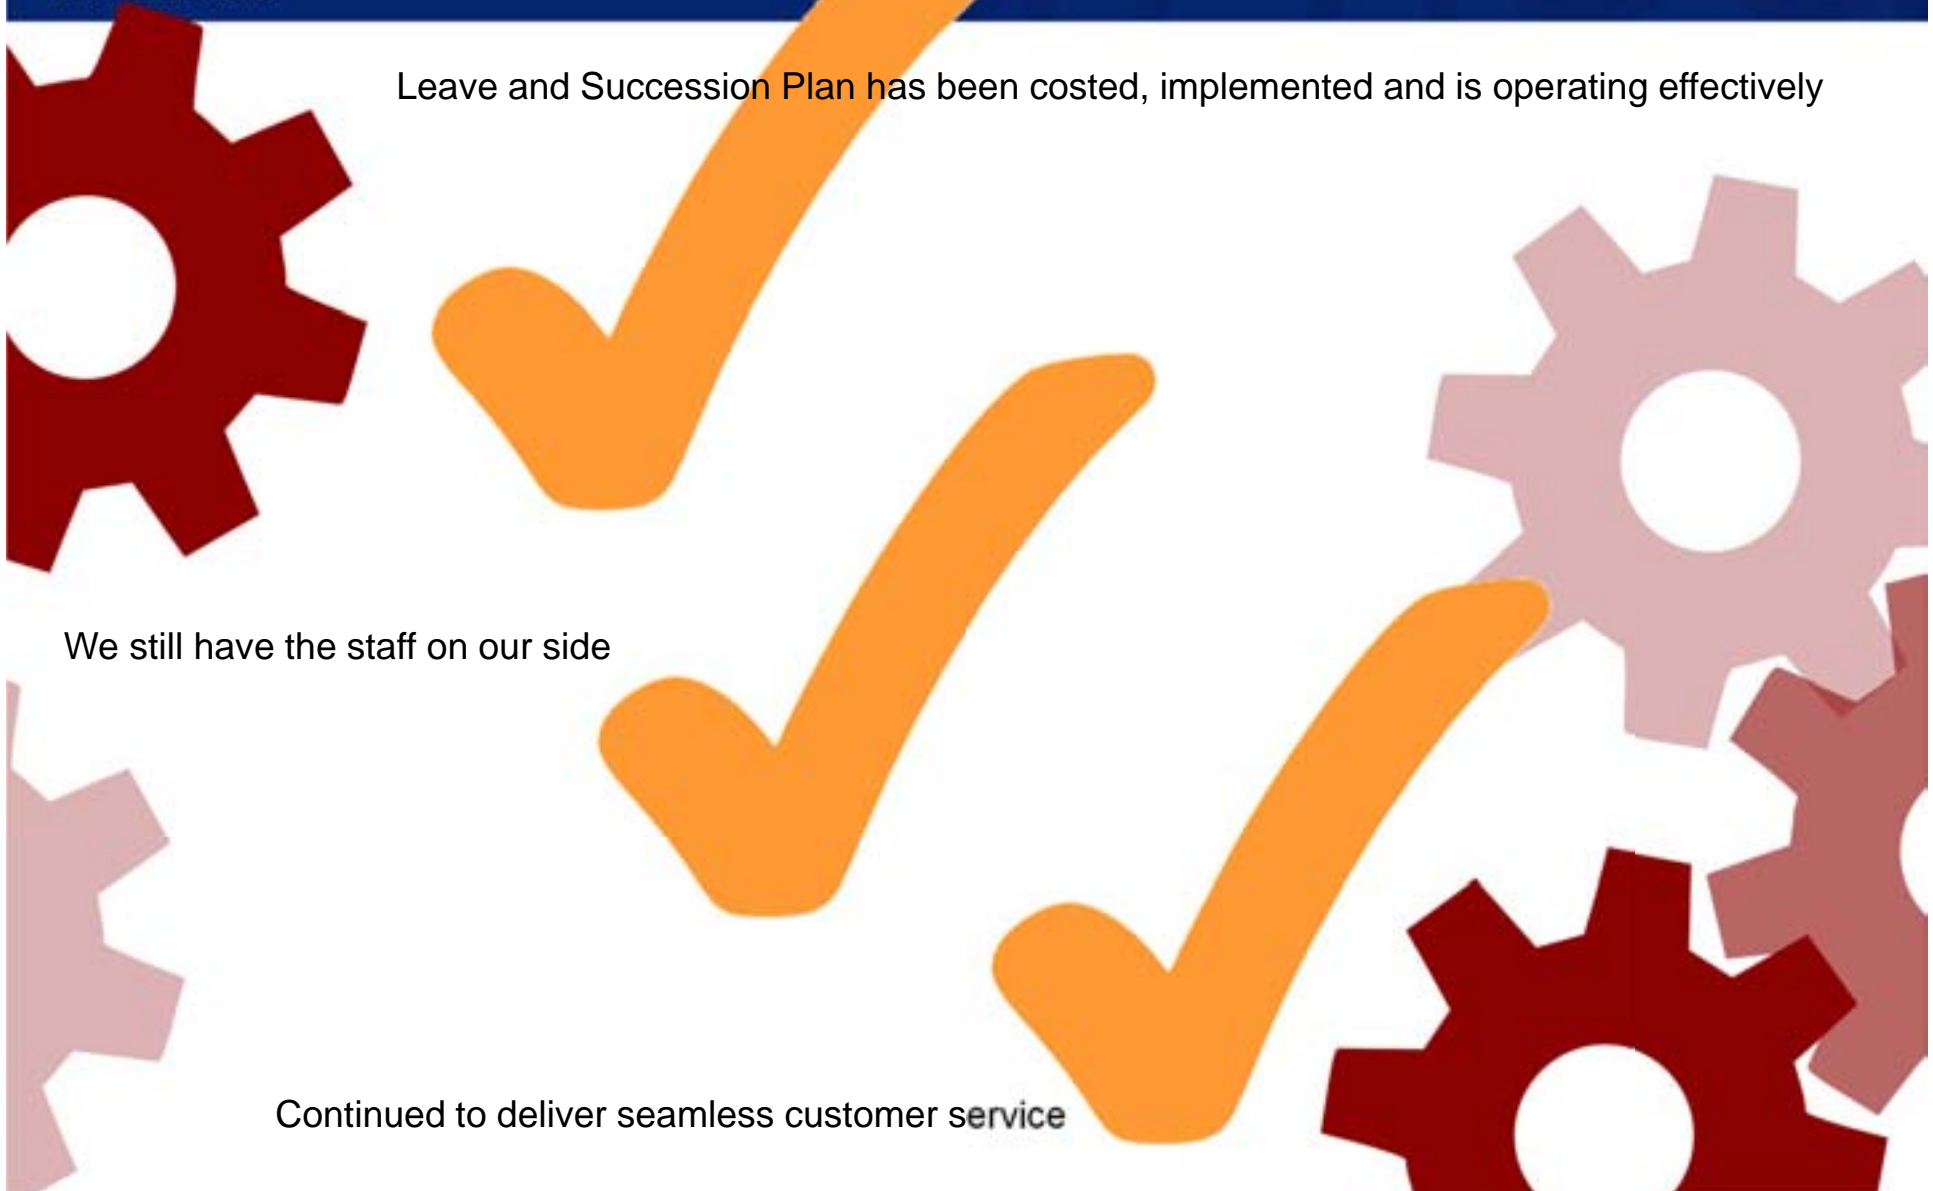 Leave and Succession Plan has been costed, implemented and is operating effectively
We still have the staff on our side
Continued to deliver seamless customer service